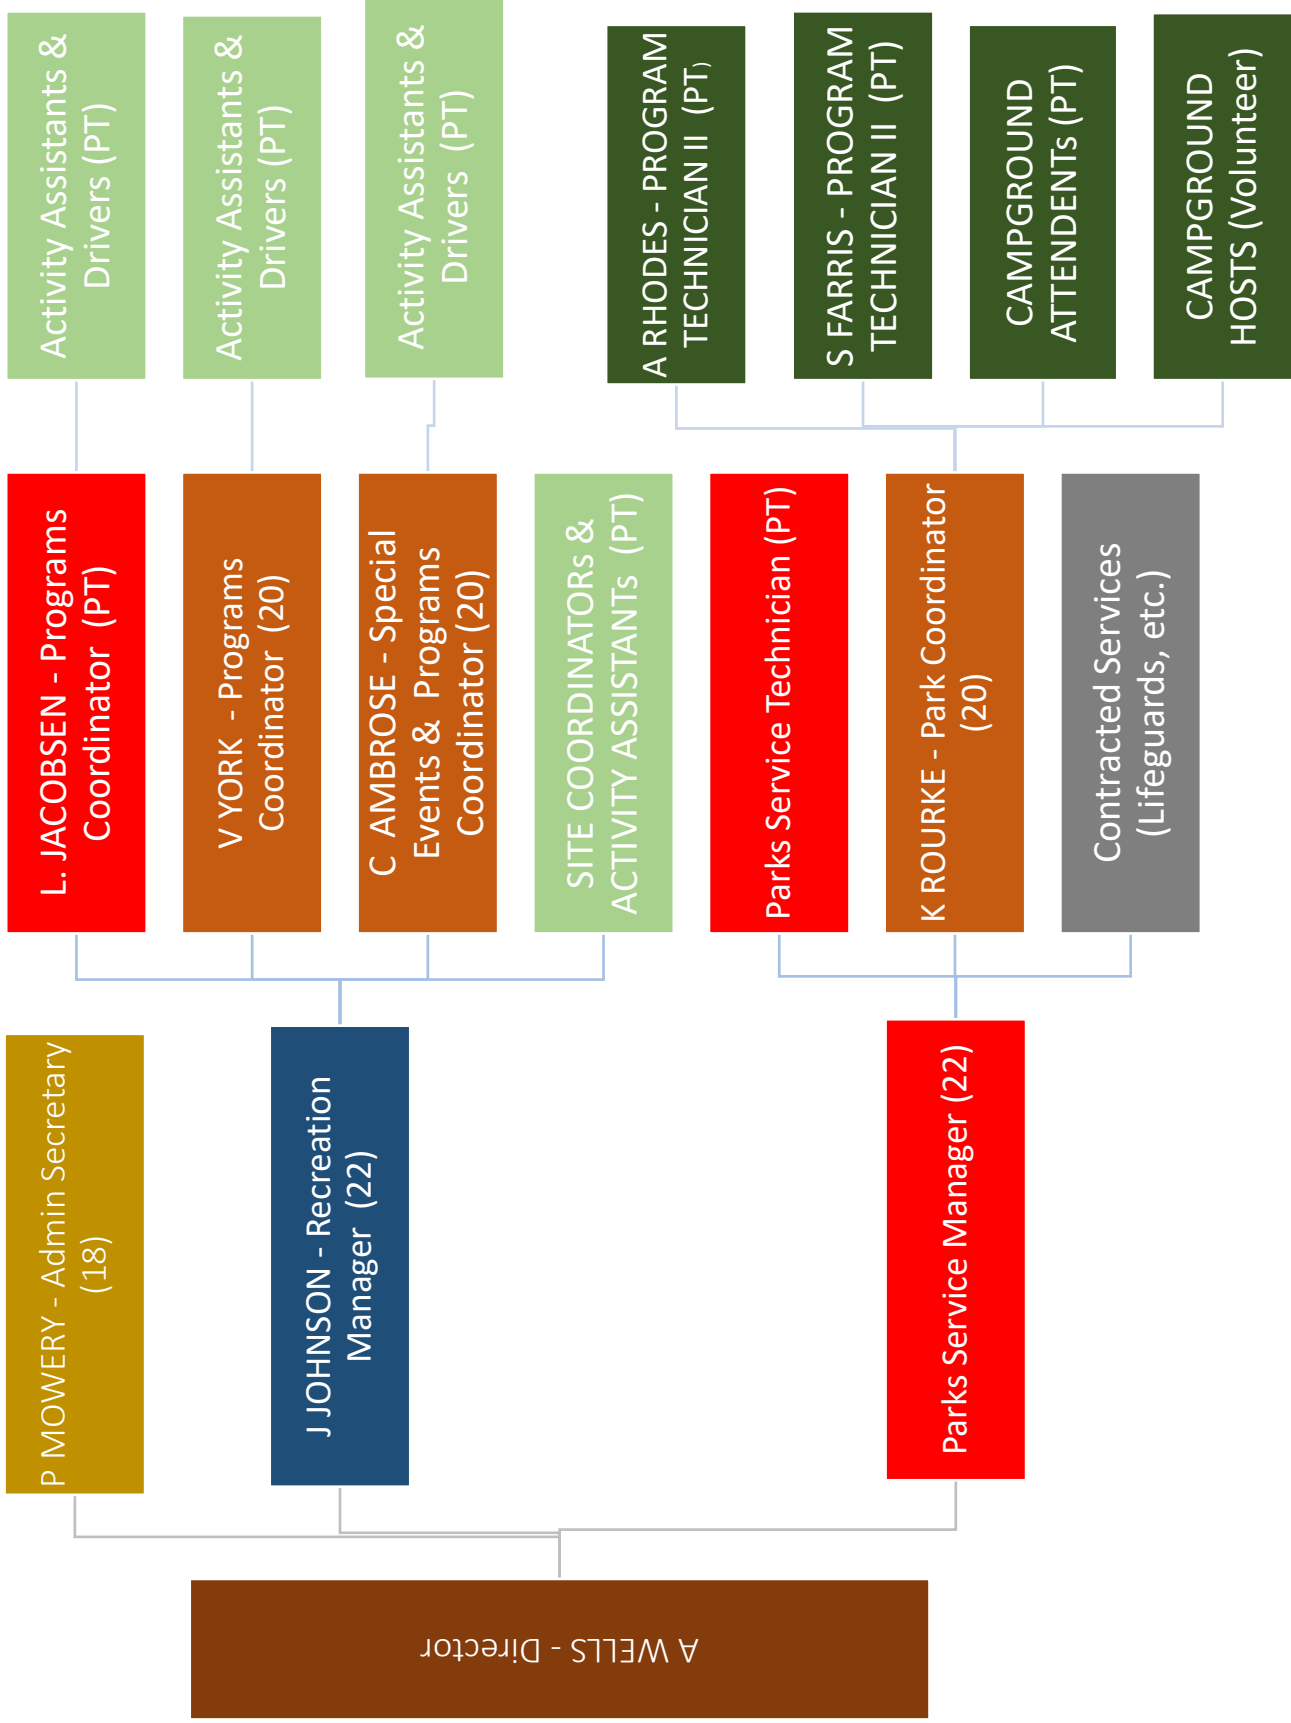 A WELLS - Director
P MOWERY - Admin Secretary
(18)
J JOHNSON - Recreation
Manager (22)
Parks Service Manager (22)
L. JACOBSEN - Programs
Coordinator (PT)
V YORK - Programs
Coordinator (20)
C AMBROSE - Special
Events & Programs
Coordinator (20)
SITE COORDINATORs &
ACTIVITY ASSISTANTs (PT)
Parks Service Technician (PT)
K ROURKE - Park Coordinator
(20)
Contracted Services
(Lifeguards, etc.)
Activity Assistants &
Drivers (PT)
Activity Assistants &
Drivers (PT)
Activity Assistants &
Drivers (PT)
A RHODES - PROGRAM
TECHNICIAN II (PT)
S FARRIS - PROGRAM
TECHNICIAN II (PT)
CAMPGROUND
ATTENDENTs (PT)
CAMPGROUND
HOSTS (Volunteer)